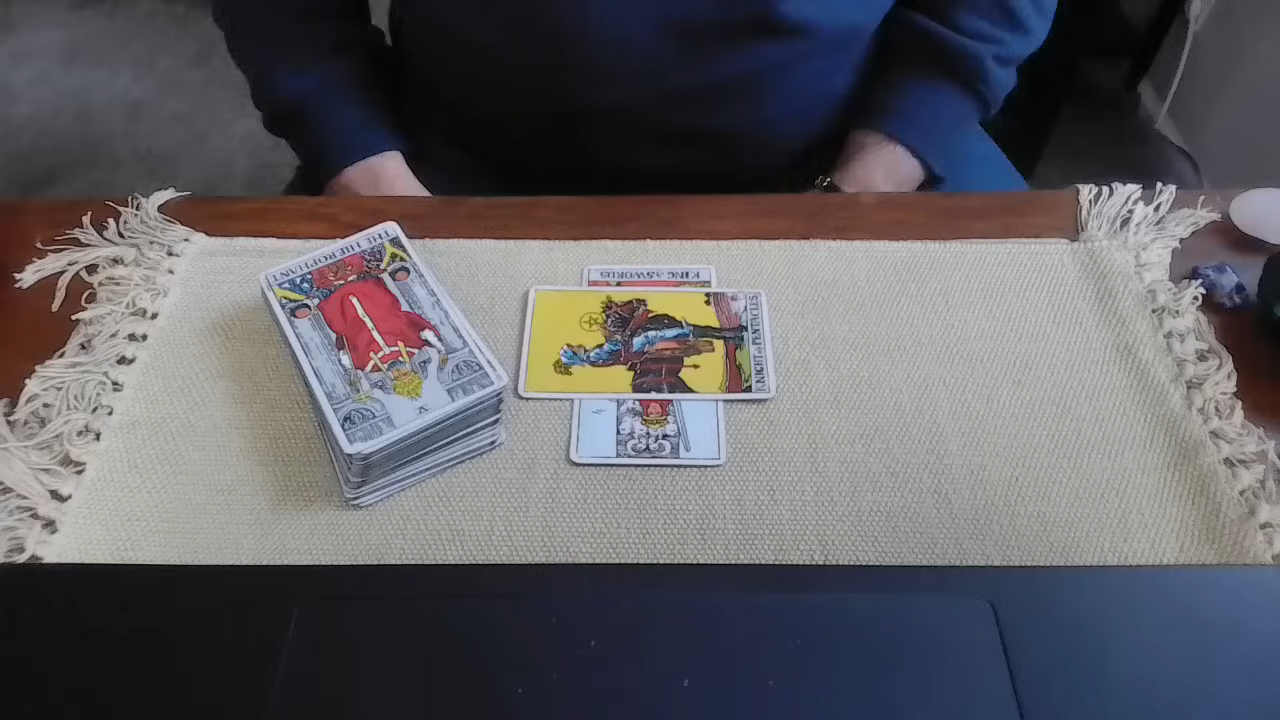 THE HIEROPHANT
V
KING of SWORDS
KNIGHT of PENTACLES